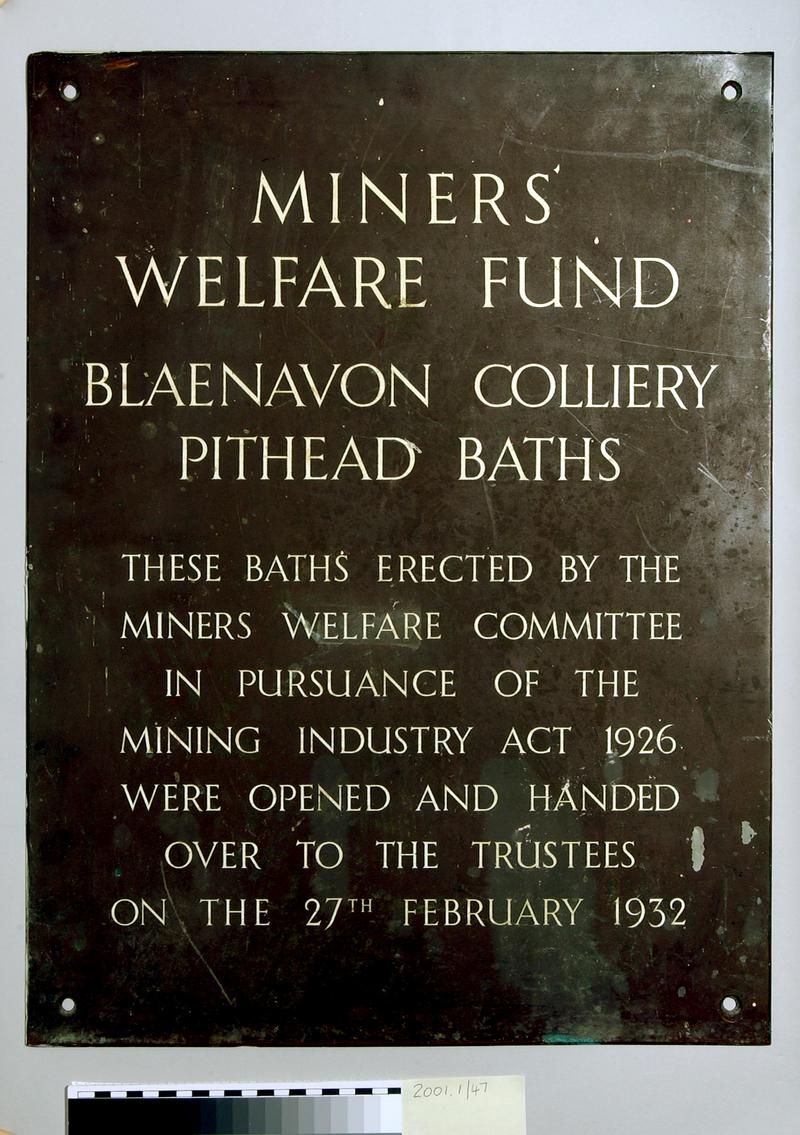 MINERS'
WELFARE FUND
BLAENAVON COLLIERY
PITHEAD BATHS
THESE BATHS ERECTED BY THE
MINERS WELFARE COMMITTEE
IN PURSUANCE OF THE
MINING INDUSTRY ACT 1926
WERE OPENED AND HANDED
OVER TO THE TRUSTEES
ON THE 27TH FEBRUARY 1932
2001.1/47